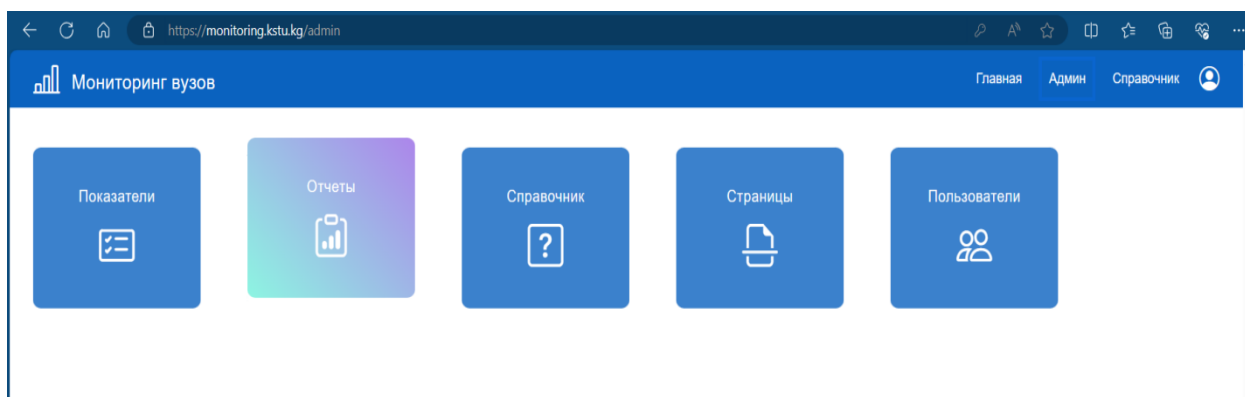 https://monitoring.kstu.kg/admin
Мониторинг вузов
Главная Админ Справочник
Показатели Отчеты Справочник Страницы Пользователи